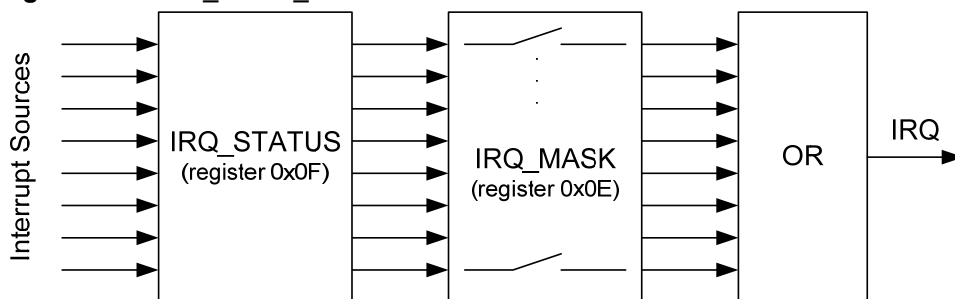 Interrupt Sources
IRQ_STATUS
(register 0x0F)
IRQ_MASK
(register 0x0E)
OR
IRQ